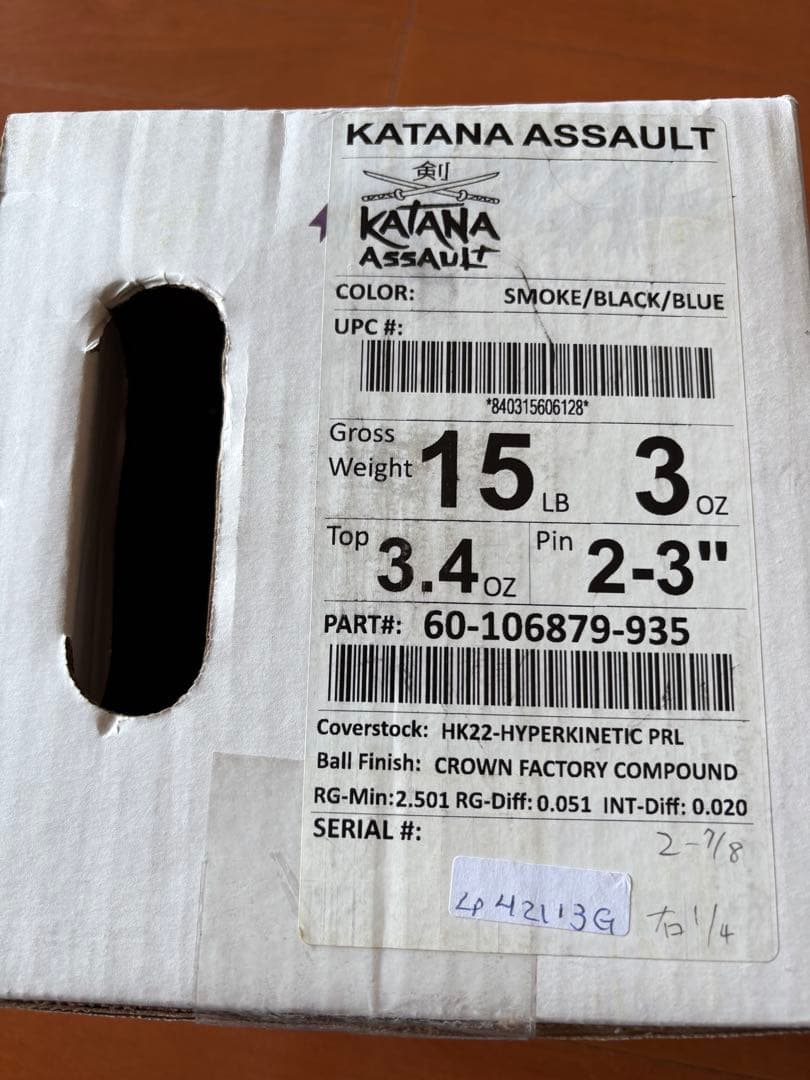 KATANA ASSAULT
剣
KATANA
ASSAULT
COLOR: SMOKE/BLACK/BLUE
UPC #:
*840315606128*
Gross Weight 15 LB 3 OZ
Top 3.4 OZ Pin 2-3"
PART#: 60-106879-935
Coverstock: HK22-HYPERKINETIC PRL
Ball Finish: CROWN FACTORY COMPOUND
RG-Min:2.501 RG-Diff: 0.051 INT-Diff: 0.020
SERIAL #:
2-7/8
右 1/4